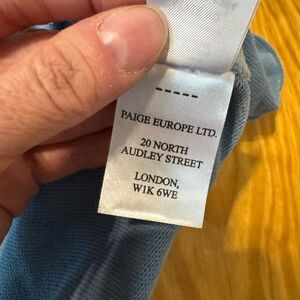 -----
PAIGE EUROPE LTD.
20 NORTH
AUDLEY STREET
LONDON,
W1K 6WE